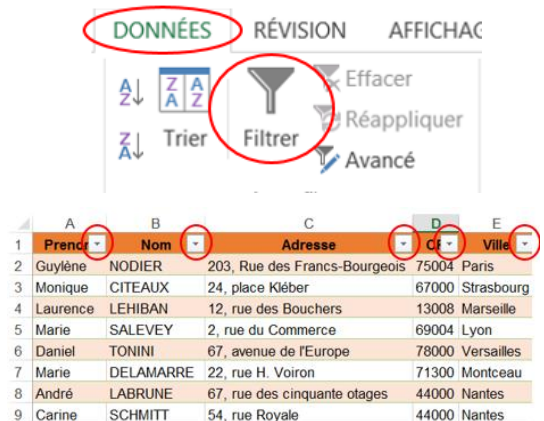 DONNÉES RÉVISION AFFICHAG
A Z Z A Effacer
A Z Réappliquer
Z A Trier Filtrer Avancé
A B C D E
1 Prénor Nom Adresse CP Ville
2 Guylène NODIER 203, Rue des Francs-Bourgeois 75004 Paris
3 Monique CITEAUX 24, place Kléber 67000 Strasbourg
4 Laurence LEHIBAN 12, rue des Bouchers 13008 Marseille
5 Marie SALEVEY 2, rue du Commerce 69004 Lyon
6 Daniel TONINI 67, avenue de l'Europe 78000 Versailles
7 Marie DELAMARRE 22, rue H. Voiron 71300 Montceau
8 André LABRUNE 67, rue des cinquante otages 44000 Nantes
9 Carine SCHMITT 54, rue Royale 44000 Nantes